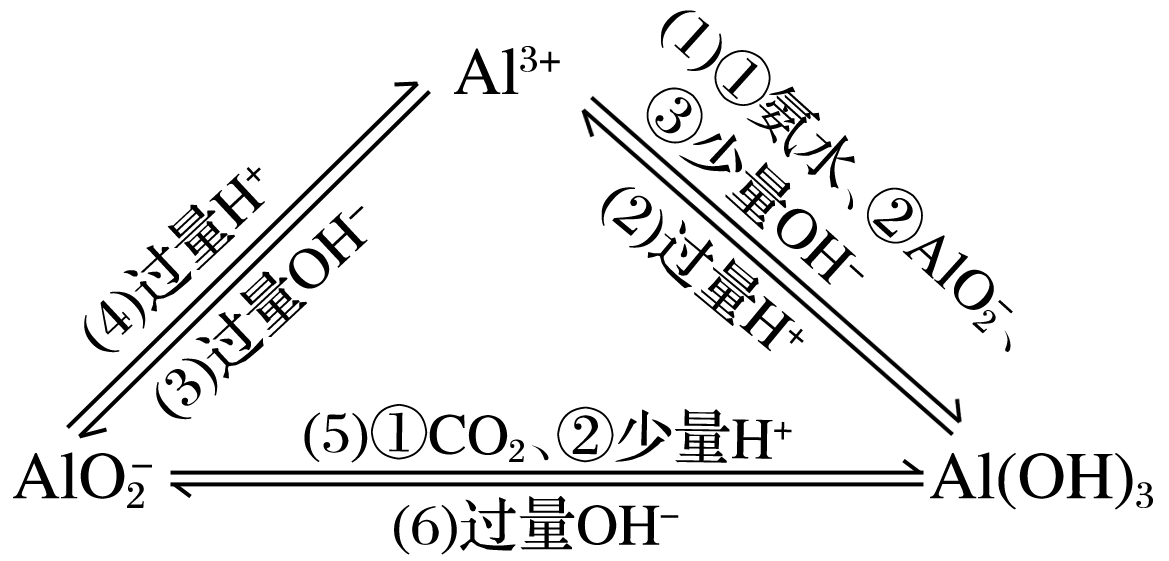 Al³⁺
(1)①氨水、②AlO₂⁻、
③少量OH⁻
(2)过量H⁺
(4)过量H⁺
(3)过量OH⁻
(5)①CO₂、②少量H⁺
AlO₂⁻
Al(OH)₃
(6)过量OH⁻